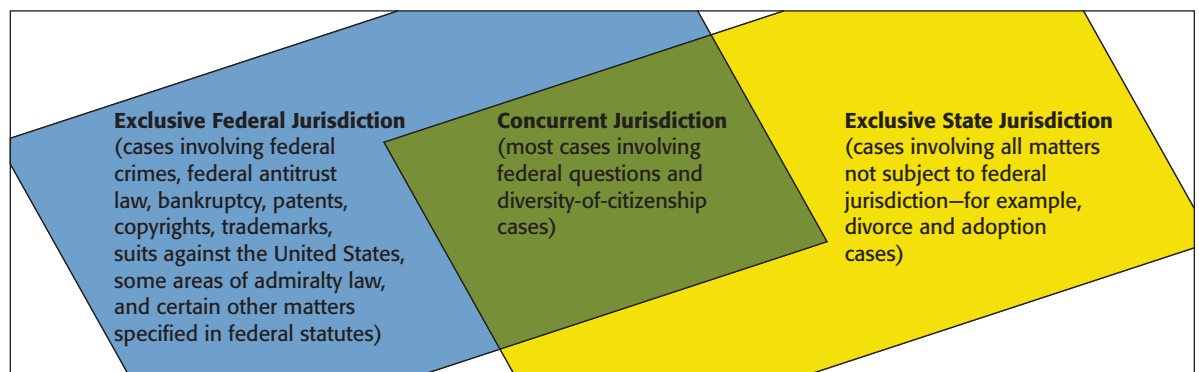 Exclusive Federal Jurisdiction
(cases involving federal
crimes, federal antitrust
law, bankruptcy, patents,
copyrights, trademarks,
suits against the United States,
some areas of admiralty law,
and certain other matters
specified in federal statutes)
Concurrent Jurisdiction
(most cases involving
federal questions and
diversity-of-citizenship
cases)
Exclusive State Jurisdiction
(cases involving all matters
not subject to federal
jurisdiction—for example,
divorce and adoption
cases)